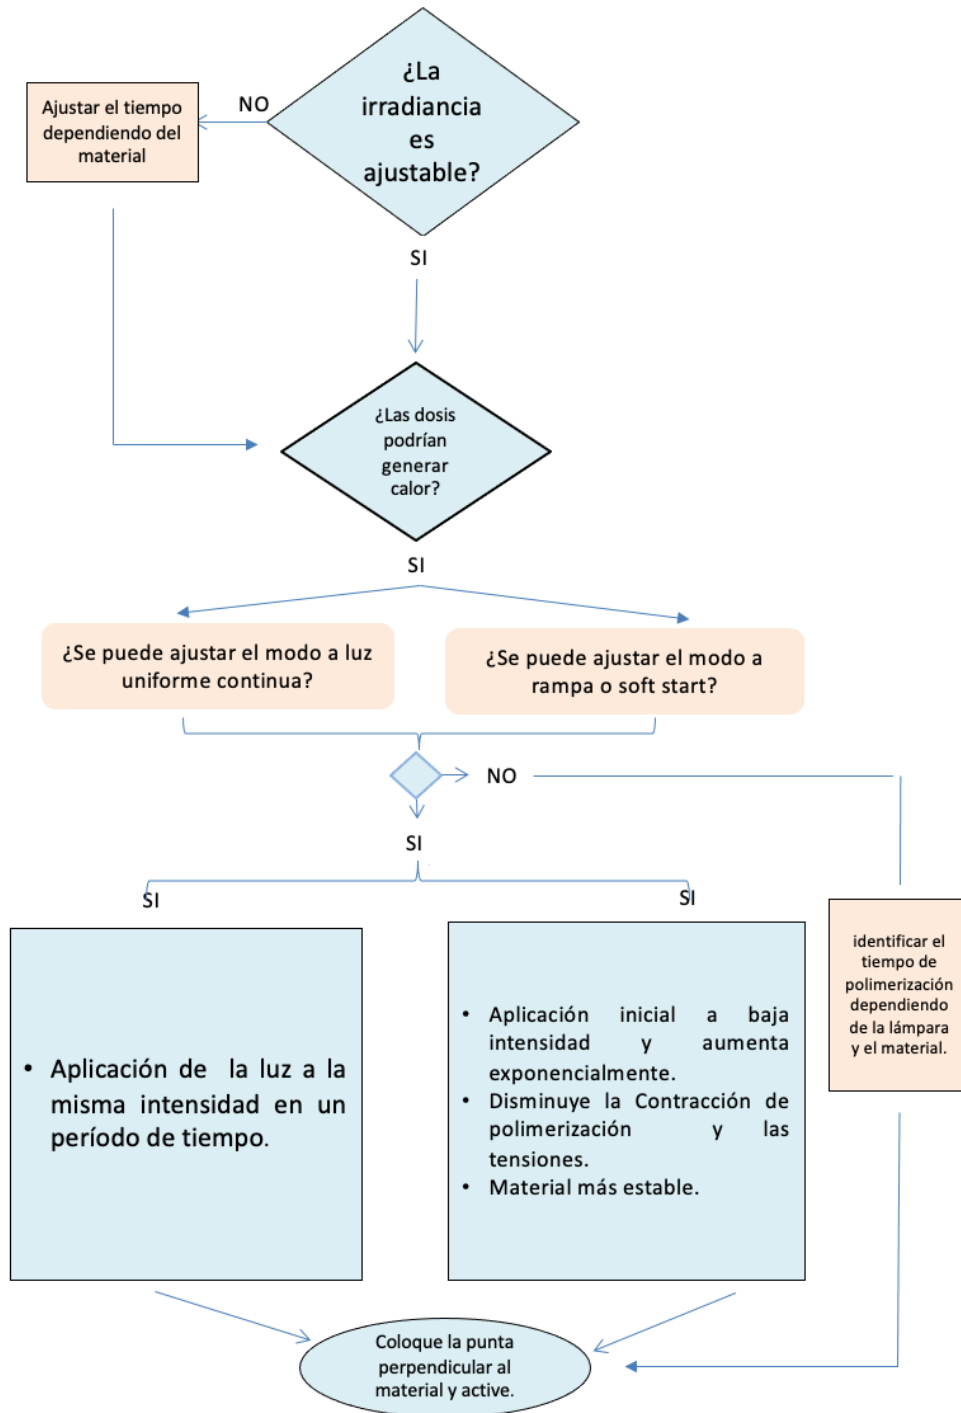 ¿La
irradiancia
es
ajustable?
NO
Ajustar el tiempo
dependiendo del
material
SI
¿Las dosis
podrían
generar
calor?
SI
¿Se puede ajustar el modo a luz
uniforme continua?
¿Se puede ajustar el modo a
rampa o soft start?
NO
SI
SI
SI
• Aplicación de la luz a la
misma intensidad en un
período de tiempo.
• Aplicación inicial a baja
intensidad y aumenta
exponencialmente.
• Disminuye la Contracción de
polimerización y las
tensiones.
• Material más estable.
identificar el
tiempo de
polimerización
dependiendo
de la lámpara
y el material.
Coloque la punta
perpendicular al
material y active.